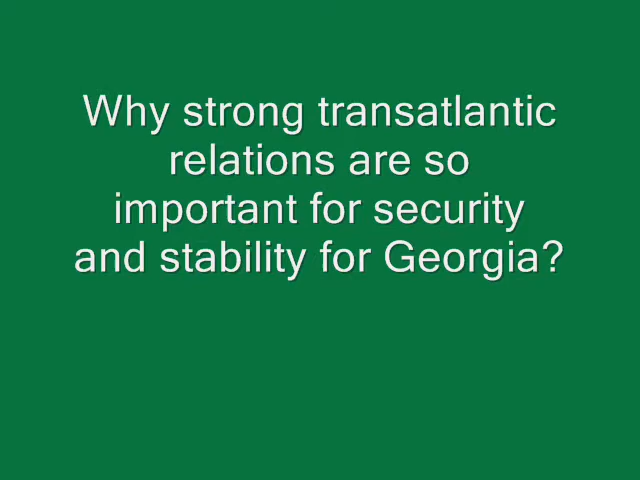 Why strong transatlantic
relations are so
important for security
and stability for Georgia?